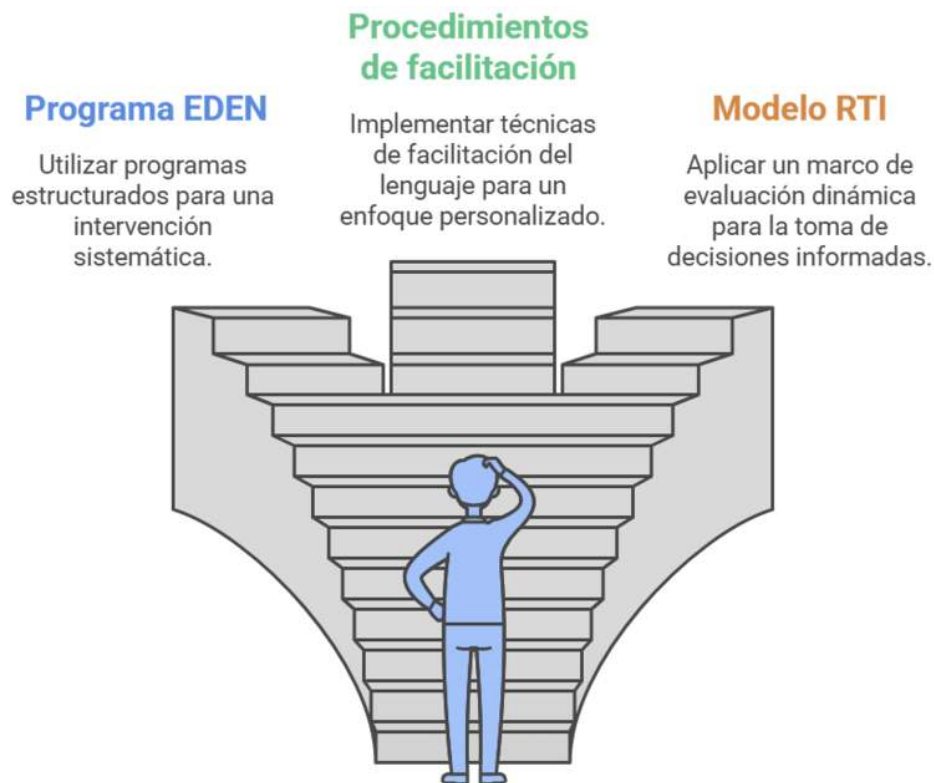 Programa EDEN
Utilizar programas
estructurados para una
intervención
sistemática.
Procedimientos
de facilitación
Implementar técnicas
de facilitación del
lenguaje para un
enfoque personalizado.
Modelo RTI
Aplicar un marco de
evaluación dinámica
para la toma de
decisiones informadas.